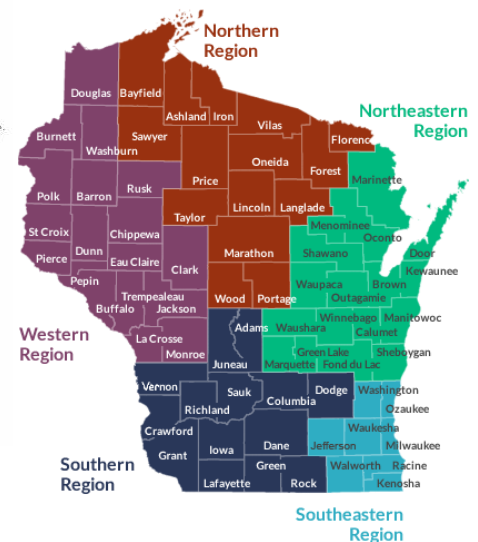 Northern
Region
Douglas
Bayfield
Ashland
Iron
Vilas
Northeastern
Region
Burnett
Washburn
Sawyer
Florence
Oneida
Forest
Marinette
Polk
Barron
Rusk
Price
Lincoln
Langlade
Taylor
St Croix
Chippewa
Menominee
Oconto
Dunn
Pierce
Eau Claire
Clark
Marathon
Shawano
Door
Kewaunee
Pepin
Trempealeau
Buffalo
Jackson
Wood
Portage
Waupaca
Brown
Outagamie
Western
Region
La Crosse
Monroe
Adams
Juneau
Waushara
Winnebago
Manitowoc
Calumet
Green Lake
Sheboygan
Marquette
Fond du Lac
Vernon
Sauk
Richland
Columbia
Dodge
Washington
Ozaukee
Crawford
Grant
Iowa
Dane
Jefferson
Waukesha
Milwaukee
Southern
Region
Lafayette
Green
Rock
Walworth
Racine
Kenosha
Southeastern
Region